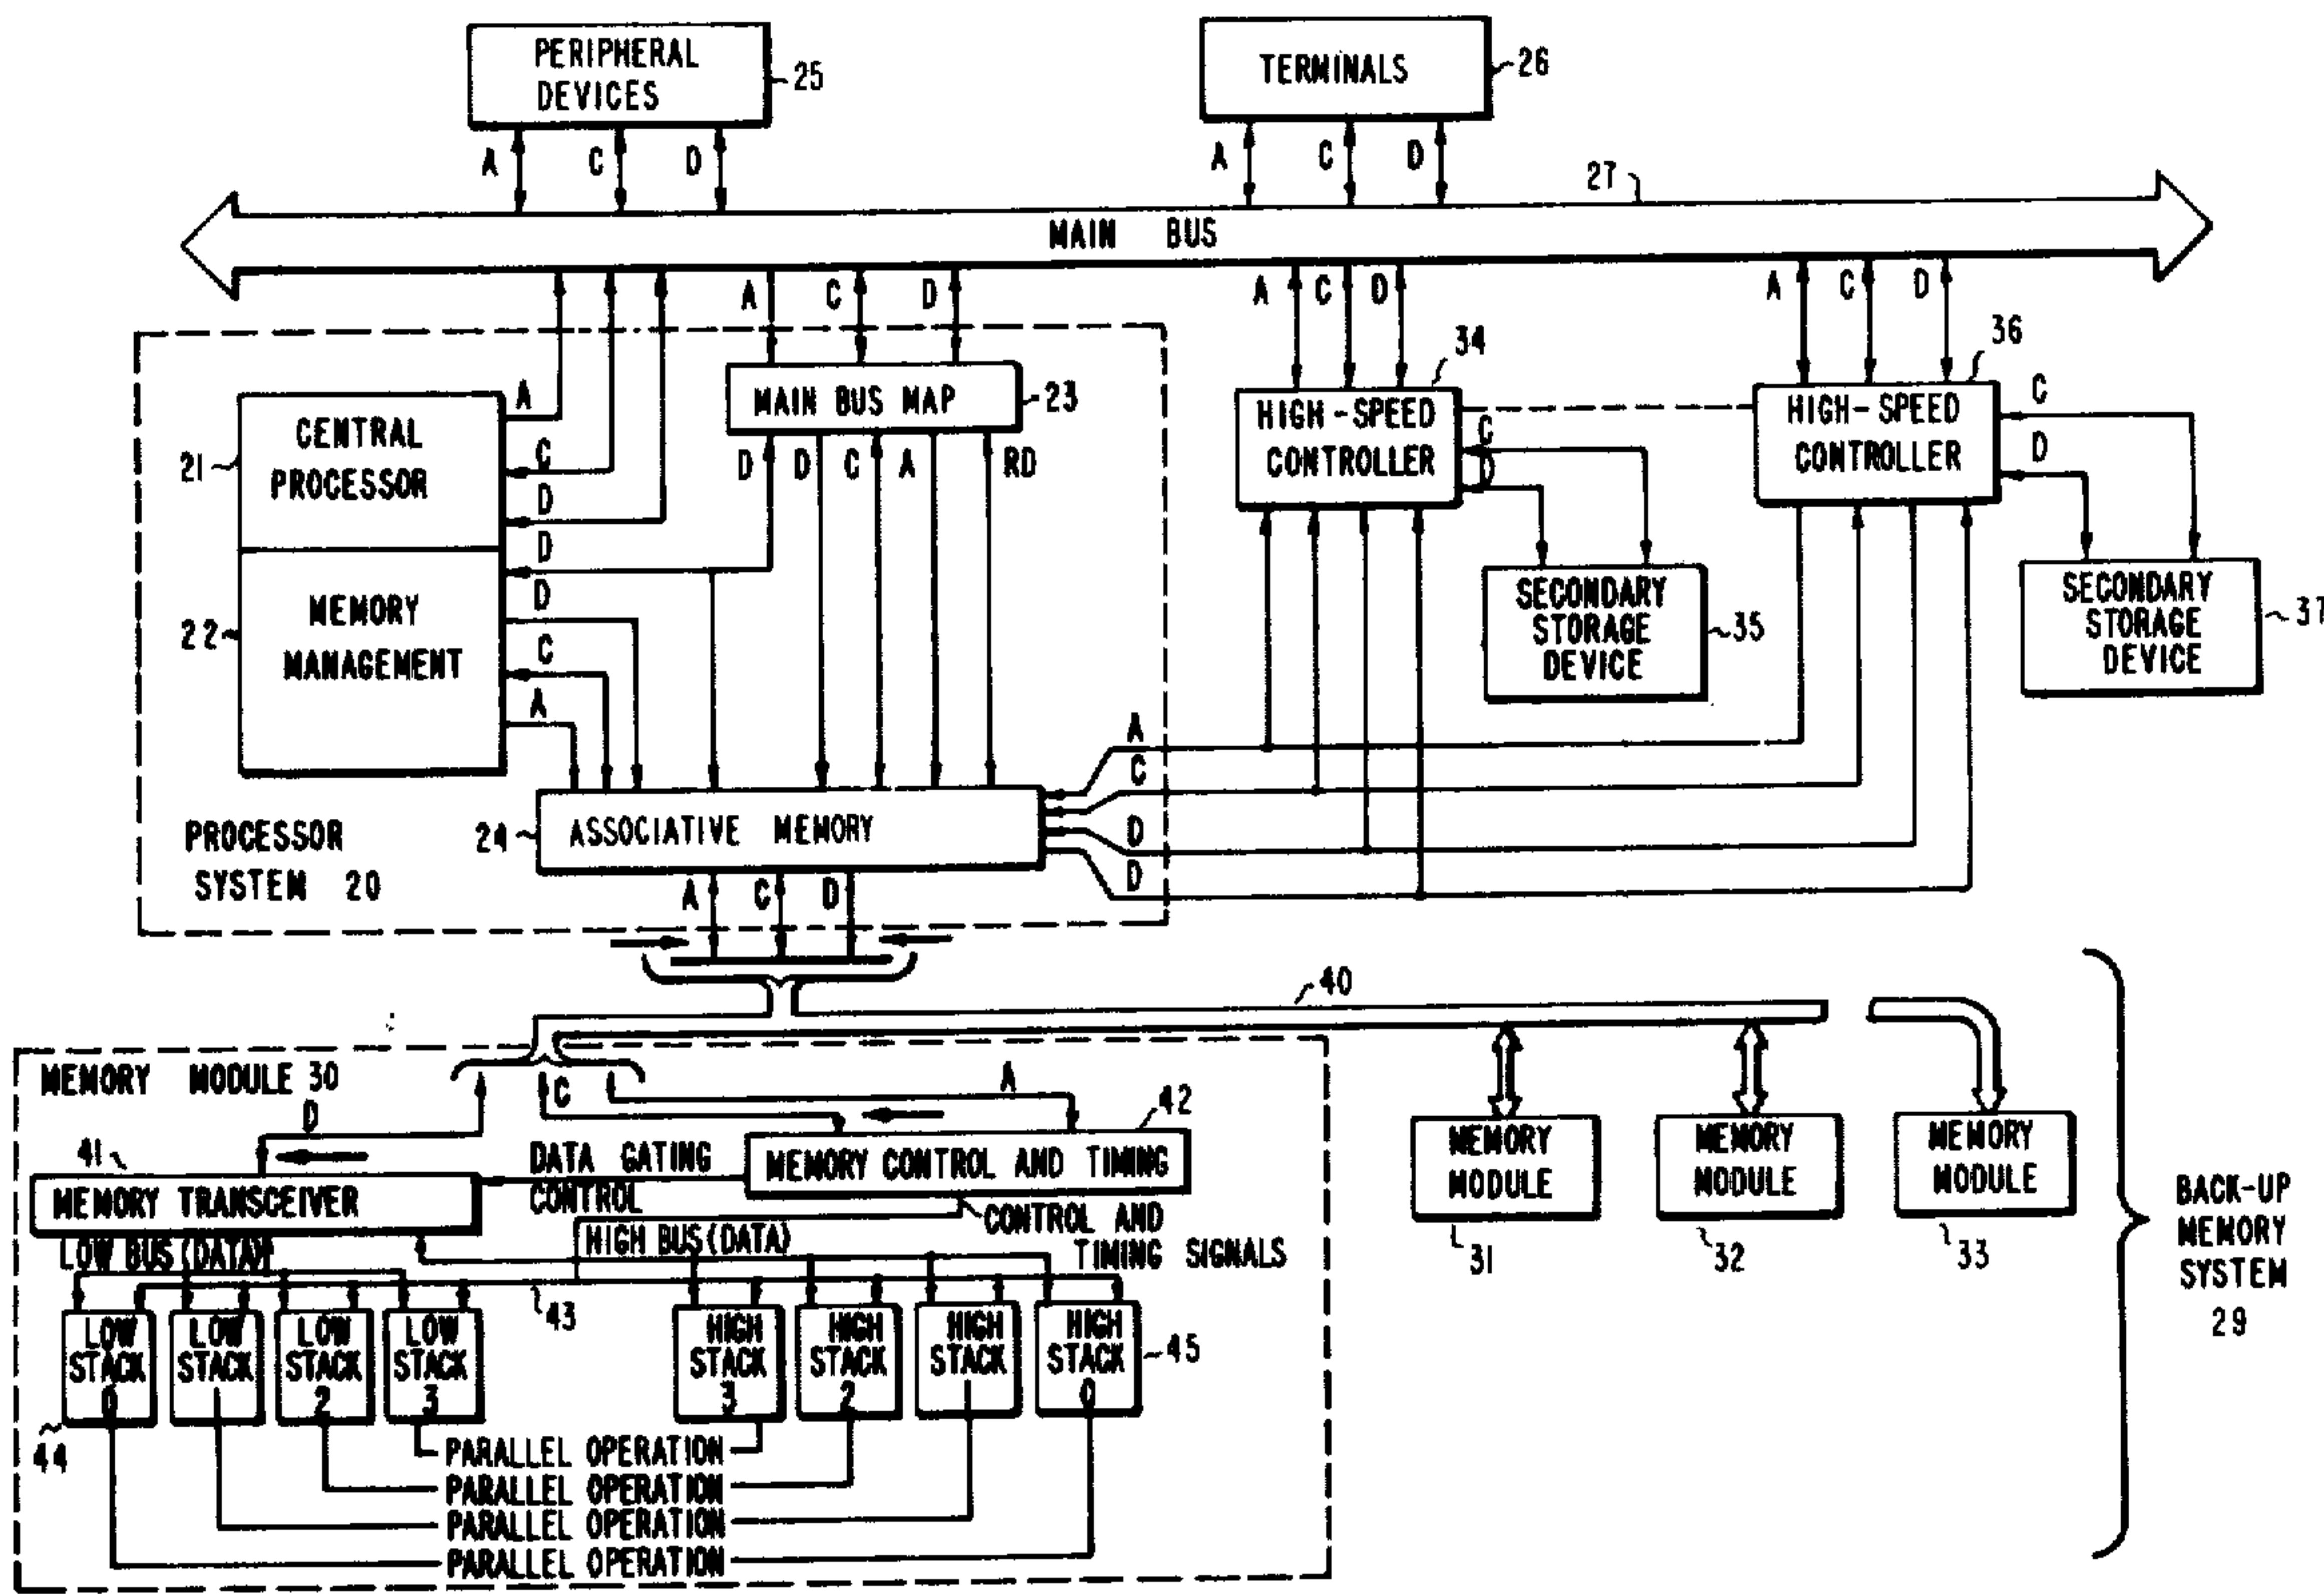 PERIPHERAL
DEVICES
25
TERMINALS
26
A C D
A C D
27
MAIN BUS
A C D
A C D
A C D
34
36
CENTRAL
PROCESSOR
21
A
C
D
MAIN BUS MAP
23
D D C A RD
HIGH-SPEED
CONTROLLER
C
D
HIGH-SPEED
CONTROLLER
C
D
MEMORY
MANAGEMENT
22
D
D
C
A
SECONDARY
STORAGE
DEVICE
35
SECONDARY
STORAGE
DEVICE
37
A
C
D
D
24
ASSOCIATIVE MEMORY
PROCESSOR
SYSTEM 20
A C D
40
MEMORY MODULE 30
D
C
A
42
41
MEMORY TRANSCEIVER
DATA GATING
CONTROL
MEMORY CONTROL AND TIMING
CONTROL AND
TIMING SIGNALS
LOW BUS (DATA)
HIGH BUS (DATA)
43
LOW
STACK
0
LOW
STACK
LOW
STACK
2
LOW
STACK
3
HIGH
STACK
3
HIGH
STACK
2
HIGH
STACK
HIGH
STACK
0
45
44
PARALLEL OPERATION
PARALLEL OPERATION
PARALLEL OPERATION
PARALLEL OPERATION
MEMORY
MODULE
31
MEMORY
MODULE
32
MEMORY
MODULE
33
BACK-UP
MEMORY
SYSTEM
29